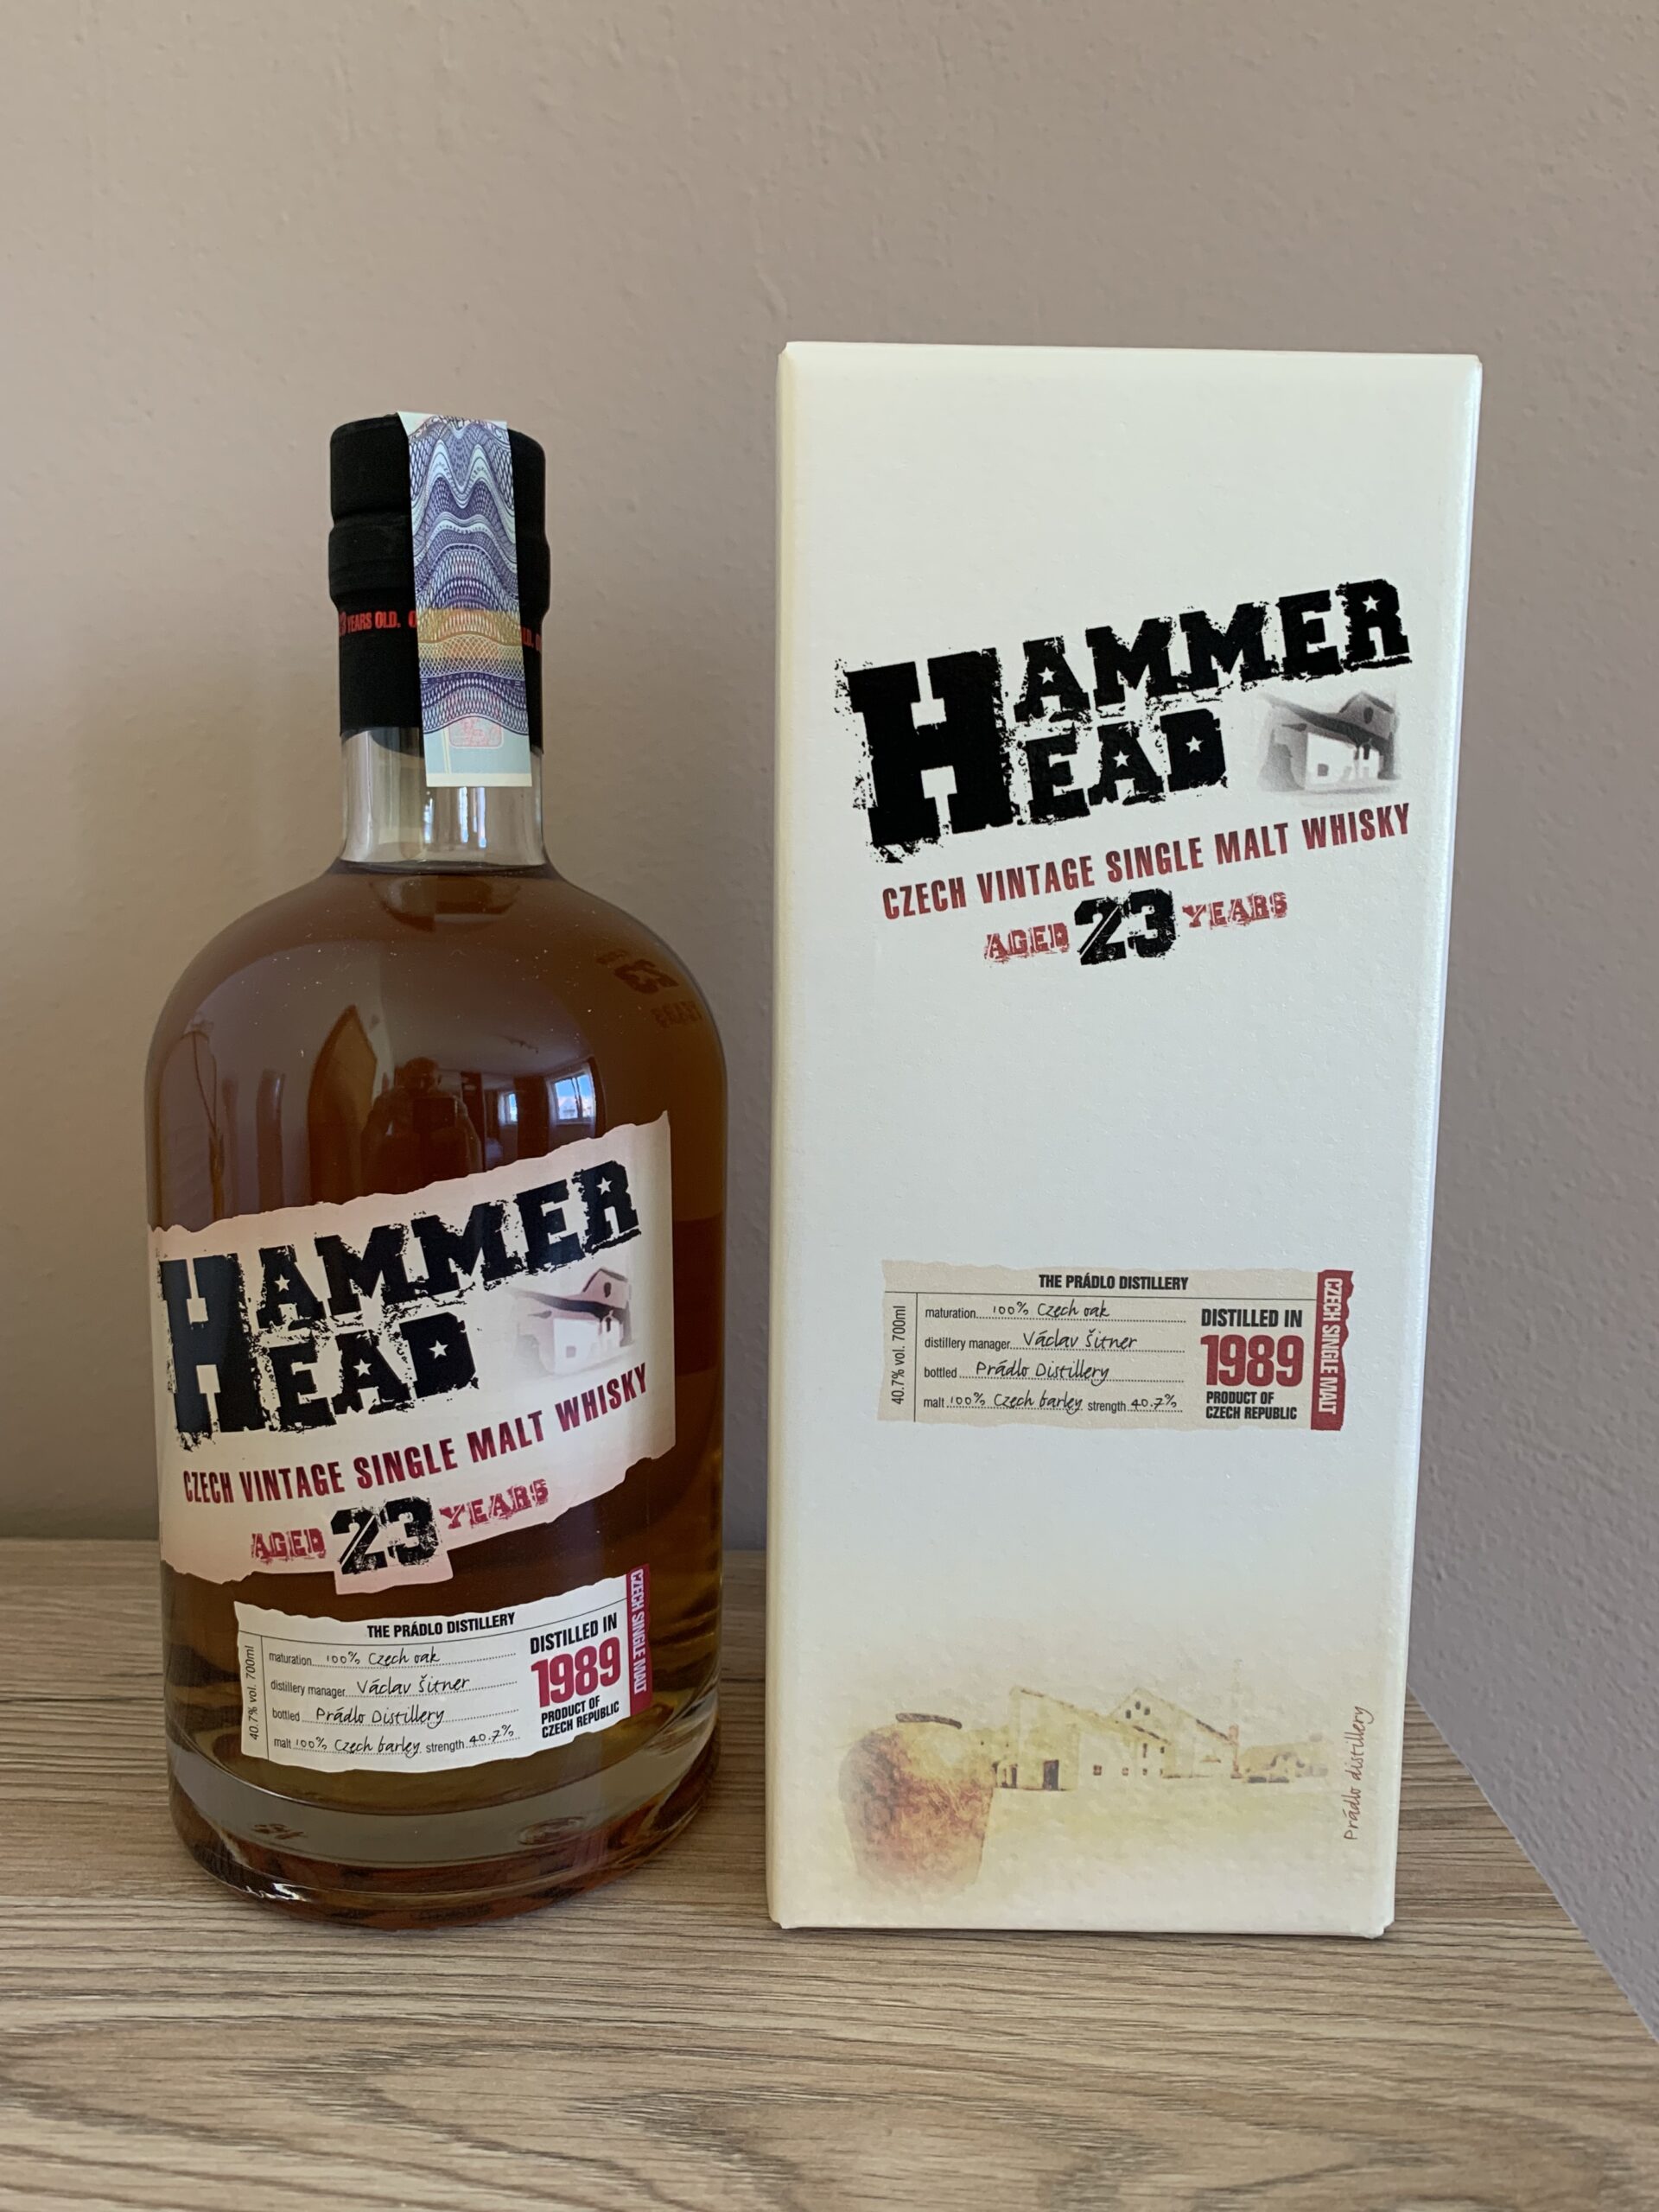 YEARS OLD.
HAMMER
HEAD
CZECH VINTAGE SINGLE MALT WHISKY
AGED 23 YEARS
THE PRÁDLO DISTILLERY
40.7% vol. 700ml
maturation 100% Czech oak
distillery manager Václav Šitner
bottled Prádlo Distillery
malt 100% Czech barley strength 40.7%
DISTILLED IN
1989
PRODUCT OF
CZECH REPUBLIC
CZECH SINGLE MALT
HAMMER
HEAD
CZECH VINTAGE SINGLE MALT WHISKY
AGED 23 YEARS
THE PRÁDLO DISTILLERY
40.7% vol. 700ml
maturation 100% Czech oak
distillery manager Václav Šitner
bottled Prádlo Distillery
malt 100% Czech barley strength 40.7%
DISTILLED IN
1989
PRODUCT OF
CZECH REPUBLIC
CZECH SINGLE MALT
Prádlo distillery